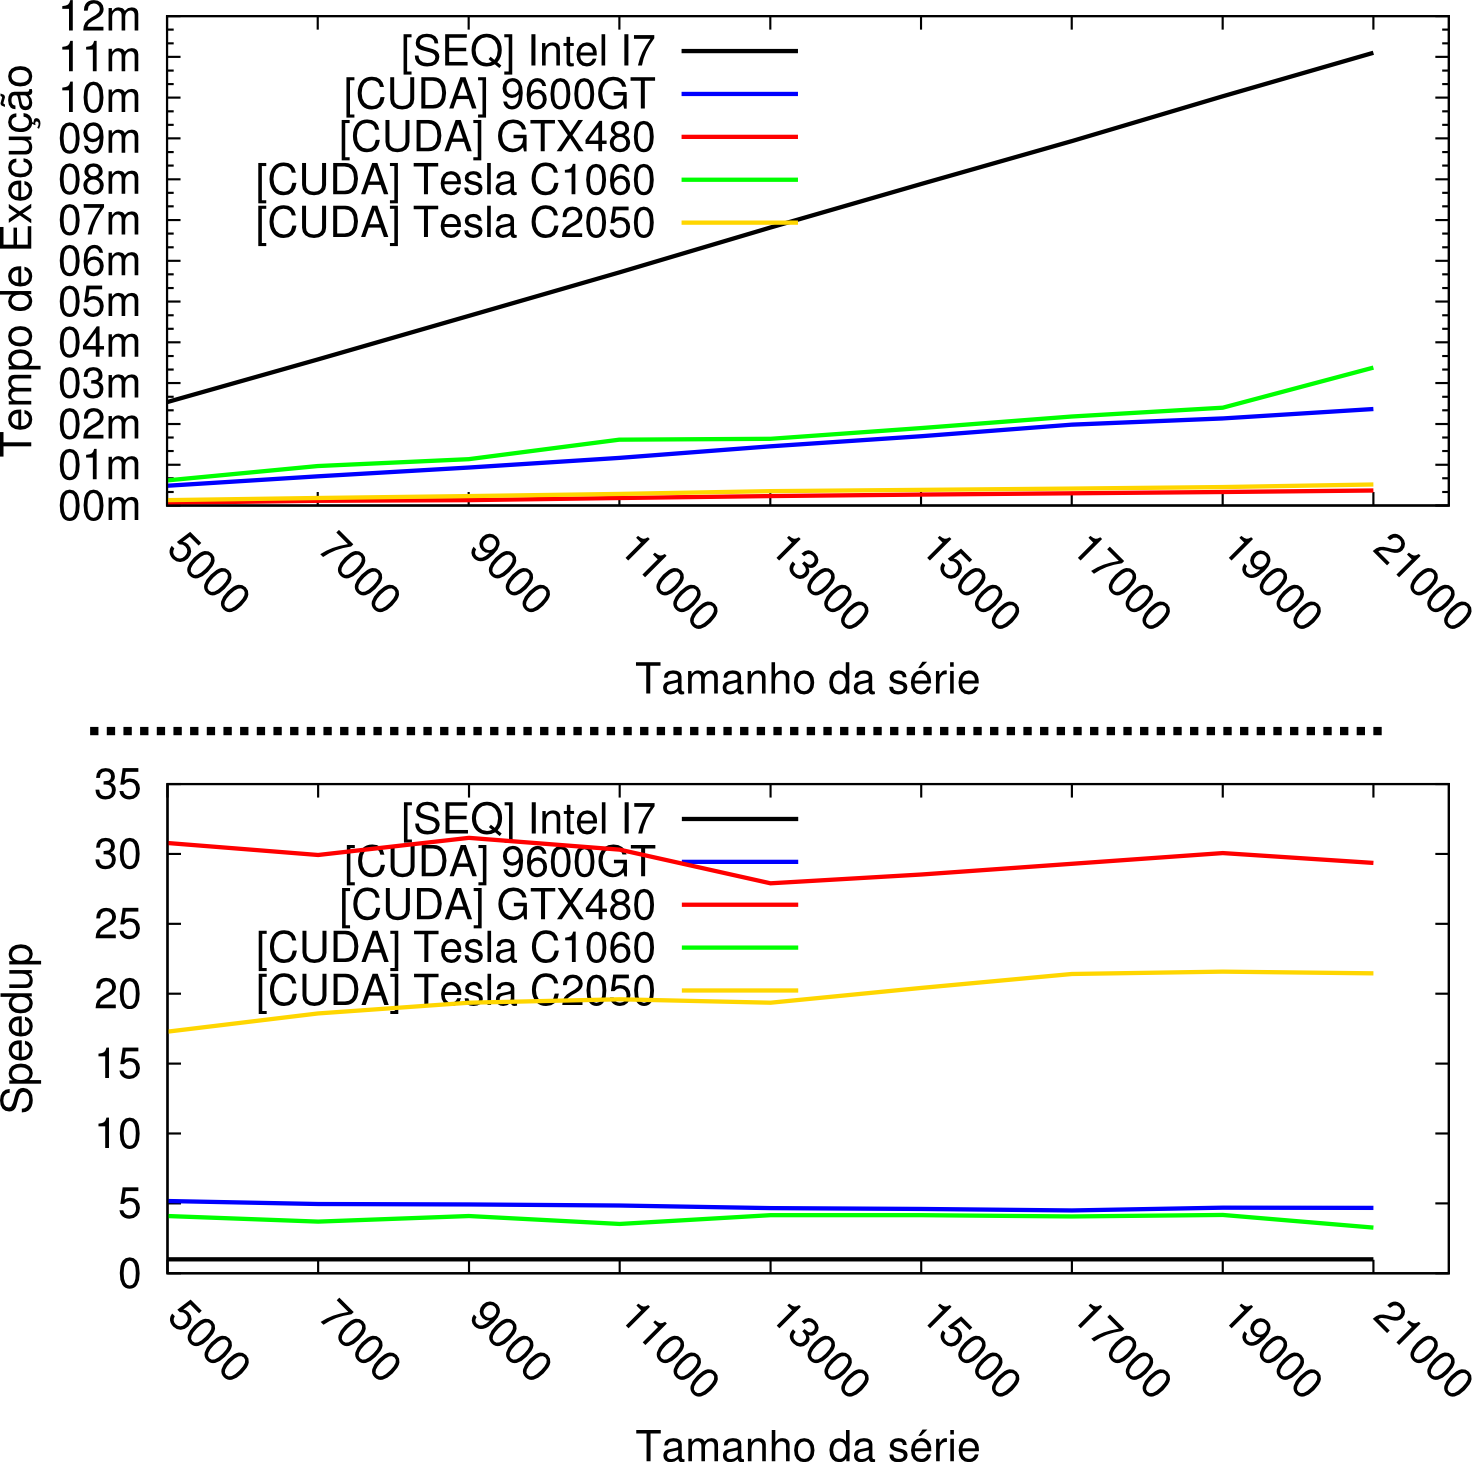 12m
11m
10m
09m
08m
07m
06m
05m
04m
03m
02m
01m
00m
Tempo de Execução
[SEQ] Intel I7
[CUDA] 9600GT
[CUDA] GTX480
[CUDA] Tesla C1060
[CUDA] Tesla C2050
5000 7000 9000 11000 13000 15000 17000 19000 21000
Tamanho da série
35
30
25
20
15
10
5
0
Speedup
[SEQ] Intel I7
[CUDA] 9600GT
[CUDA] GTX480
[CUDA] Tesla C1060
[CUDA] Tesla C2050
5000 7000 9000 11000 13000 15000 17000 19000 21000
Tamanho da série